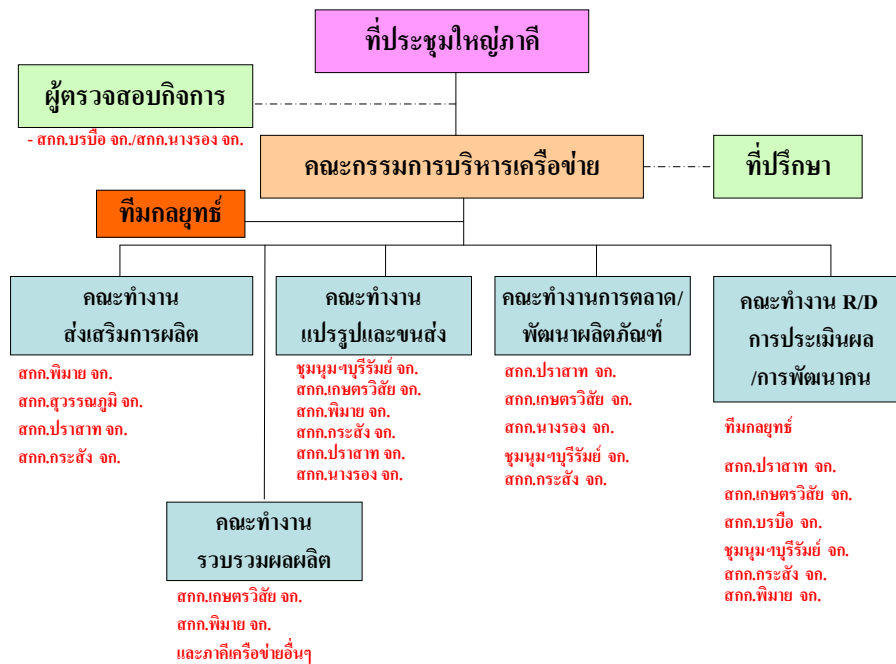 ที่ประชุมใหญ่ภาคี
ผู้ตรวจสอบกิจการ
- สกก.บรบือ จก./สกก.นางรอง จก.
คณะกรรมการบริหารเครือข่าย
ที่ปรึกษา
ทีมกลยุทธ์
คณะทำงาน
ส่งเสริมการผลิต
สกก.พิมาย จก.
สกก.สุวรรณภูมิ จก.
สกก.ปราสาท จก.
สกก.กระสัง จก.
คณะทำงาน
แปรรูปและขนส่ง
ชุมนุมฯบุรีรัมย์ จก.
สกก.เกษตรวิสัย จก.
สกก.พิมาย จก.
สกก.กระสัง จก.
สกก.ปราสาท จก.
สกก.นางรอง จก.
คณะทำงานการตลาด/
พัฒนาผลิตภัณฑ์
สกก.ปราสาท จก.
สกก.เกษตรวิสัย จก.
สกก.นางรอง จก.
ชุมนุมฯบุรีรัมย์ จก.
สกก.กระสัง จก.
คณะทำงาน R/D
การประเมินผล
/การพัฒนาคน
ทีมกลยุทธ์
สกก.ปราสาท จก.
สกก.เกษตรวิสัย จก.
สกก.บรบือ จก.
ชุมนุมฯบุรีรัมย์ จก.
สกก.กระสัง จก.
สกก.พิมาย จก.
คณะทำงาน
รวบรวมผลผลิต
สกก.เกษตรวิสัย จก.
สกก.พิมาย จก.
และภาคีเครือข่ายอื่นๆ